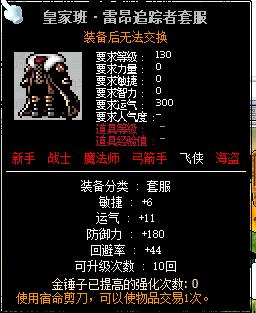 皇家班·雷昂追踪者套服
装备后无法交换
要求等级： 130
要求力量： 0
要求敏捷： 0
要求智力： 0
要求运气： 300
要求人气度： -
道具等级： -
道具经验值： -
新手 战士 魔法师 弓箭手 飞侠 海盗
装备分类 : 套服
敏捷 : +6
运气 : +11
防御力 : +180
回避率 : +44
可升级次数 : 10回
金锤子已提高的强化次数: 0
使用宿命剪刀，可以使物品交易1次。